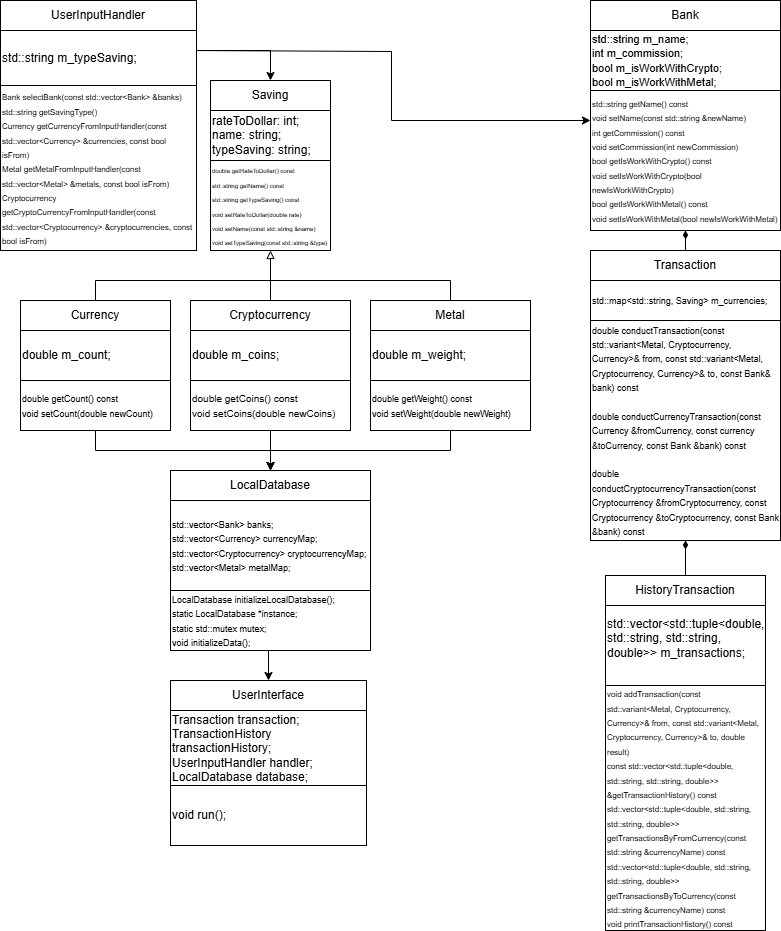 UserInputHandler
std::string m_typeSaving;
Bank selectBank(const std::vector<Bank> &banks)
std::string getSavingType()
Currency getCurrencyFromInputHandler(const
std::vector<Currency> &currencies, const bool
isFrom)
Metal getMetalFromInputHandler(const
std::vector<Metal> &metals, const bool isFrom)
Cryptocurrency
getCryptoCurrencyFromInputHandler(const
std::vector<Cryptocurrency> &cryptocurrencies, const
bool isFrom)
Saving
rateToDollar: int;
name: string;
typeSaving: string;
double getRateToDollar() const
std::string getName() const
std::string getTypeSaving() const
void setRateToDollar(double rate)
void setName(const std::string &name)
void setTypeSaving(const std::string &type)
Bank
std::string m_name;
int m_commission;
bool m_isWorkWithCrypto;
bool m_isWorkWithMetal;
std::string getName() const
void setName(const std::string &newName)
int getCommission() const
void setCommission(int newCommission)
bool getIsWorkWithCrypto() const
void setIsWorkWithCrypto(bool
newIsWorkWithCrypto)
bool getIsWorkWithMetal() const
void setIsWorkWithMetal(bool newIsWorkWithMetal)
Currency
double m_count;
double getCount() const
void setCount(double newCount)
Cryptocurrency
double m_coins;
double getCoins() const
void setCoins(double newCoins)
Metal
double m_weight;
double getWeight() const
void setWeight(double newWeight)
Transaction
std::map<std::string, Saving> m_currencies;
double conductTransaction(const
std::variant<Metal, Cryptocurrency,
Currency>& from, const std::variant<Metal,
Cryptocurrency, Currency>& to, const Bank&
bank) const
double conductCurrencyTransaction(const
Currency &fromCurrency, const currency
&toCurrency, const Bank &bank) const
double
conductCryptocurrencyTransaction(const
Cryptocurrency &fromCryptocurrency, const
Cryptocurrency &toCryptocurrency, const Bank
&bank) const
LocalDatabase
std::vector<Bank> banks;
std::vector<Currency> currencyMap;
std::vector<Cryptocurrency> cryptocurrencyMap;
std::vector<Metal> metalMap;
LocalDatabase initializeLocalDatabase();
static LocalDatabase *instance;
static std::mutex mutex;
void initializeData();
UserInterface
Transaction transaction;
TransactionHistory
transactionHistory;
UserInputHandler handler;
LocalDatabase database;
void run();
HistoryTransaction
std::vector<std::tuple<double,
std::string, std::string,
double>> m_transactions;
void addTransaction(const
std::variant<Metal, Cryptocurrency,
Currency>& from, const std::variant<Metal,
Cryptocurrency, Currency>& to, double
result)
const std::vector<std::tuple<double,
std::string, std::string, double>>
&getTransactionHistory() const
std::vector<std::tuple<double, std::string,
std::string, double>>
getTransactionsByFromCurrency(const
std::string &currencyName) const
std::vector<std::tuple<double, std::string,
std::string, double>>
getTransactionsByToCurrency(const
std::string &currencyName) const
void printTransactionHistory() const